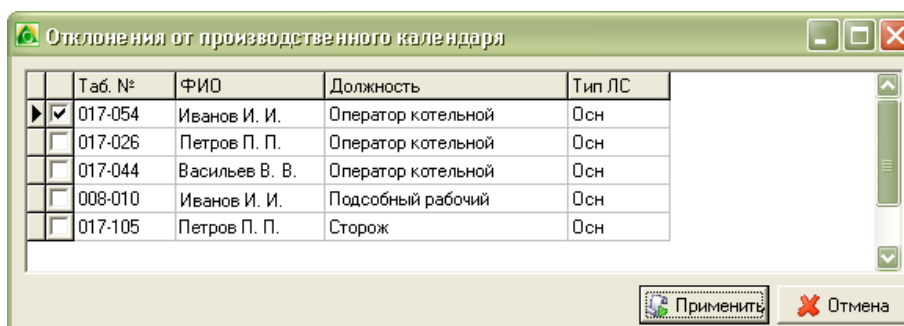 Отклонения от производственного календаря
Таб. № ФИО Должность Тип ЛС
017-054 Иванов И. И. Оператор котельной Осн
017-026 Петров П. П. Оператор котельной Осн
017-044 Васильев В. В. Оператор котельной Осн
008-010 Иванов И. И. Подсобный рабочий Осн
017-105 Петров П. П. Сторож Осн
Применить Отмена